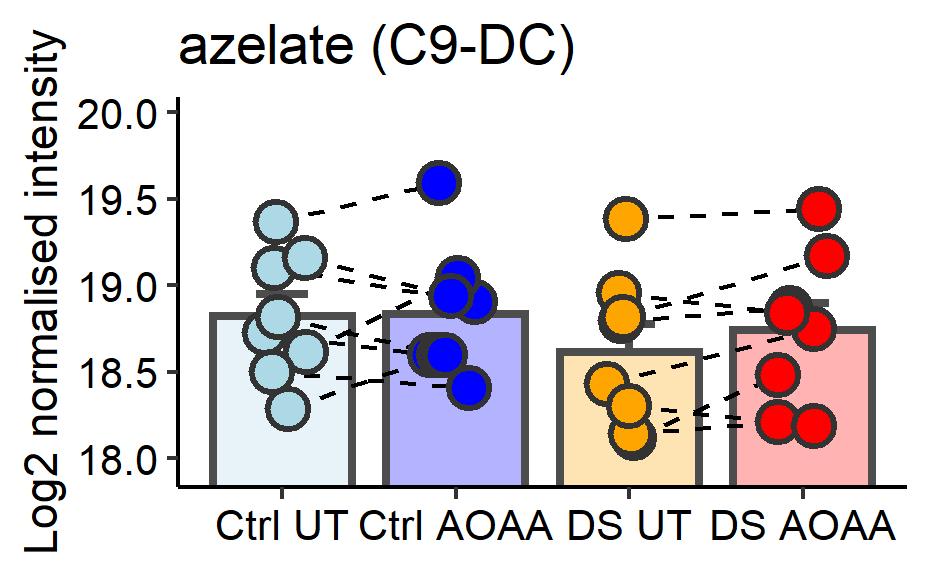 azelate (C9-DC)
Log2 normalised intensity
20.0
19.5
19.0
18.5
18.0
Ctrl UT Ctrl AOAA DS UT DS AOAA